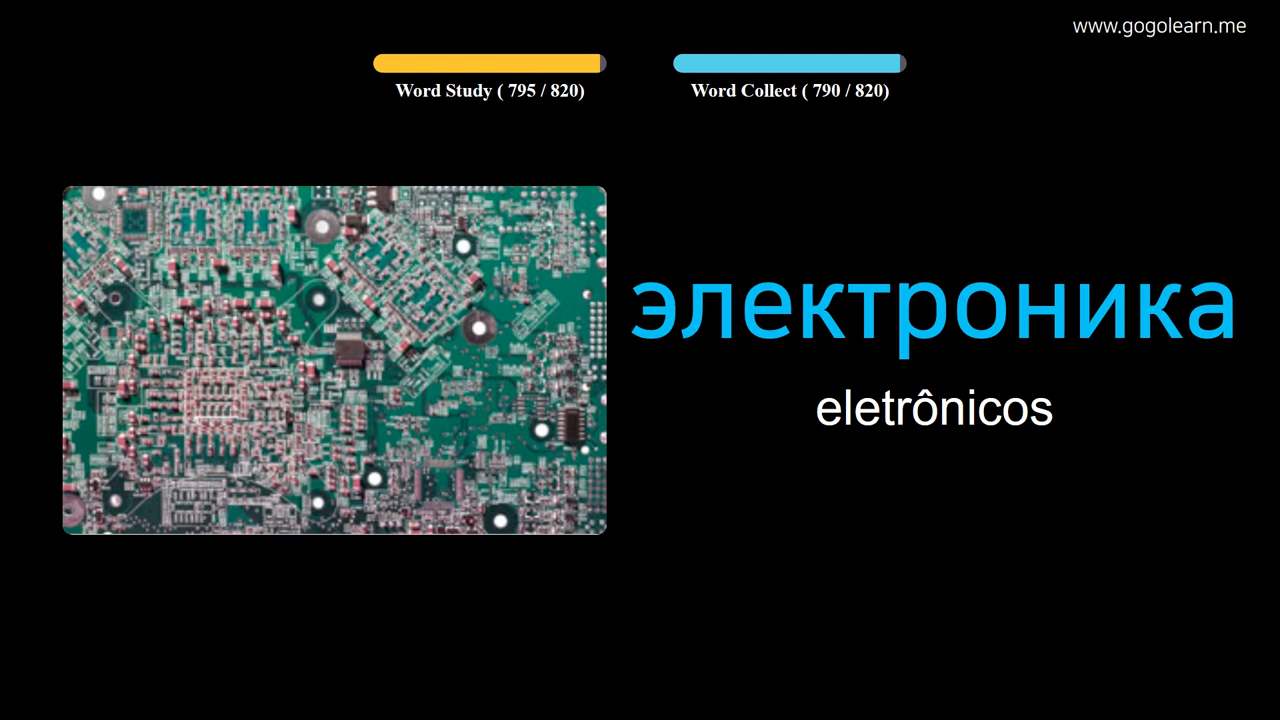 www.gogolearn.me
Word Study ( 795 / 820)
Word Collect ( 790 / 820)
электроника
eletrônicos